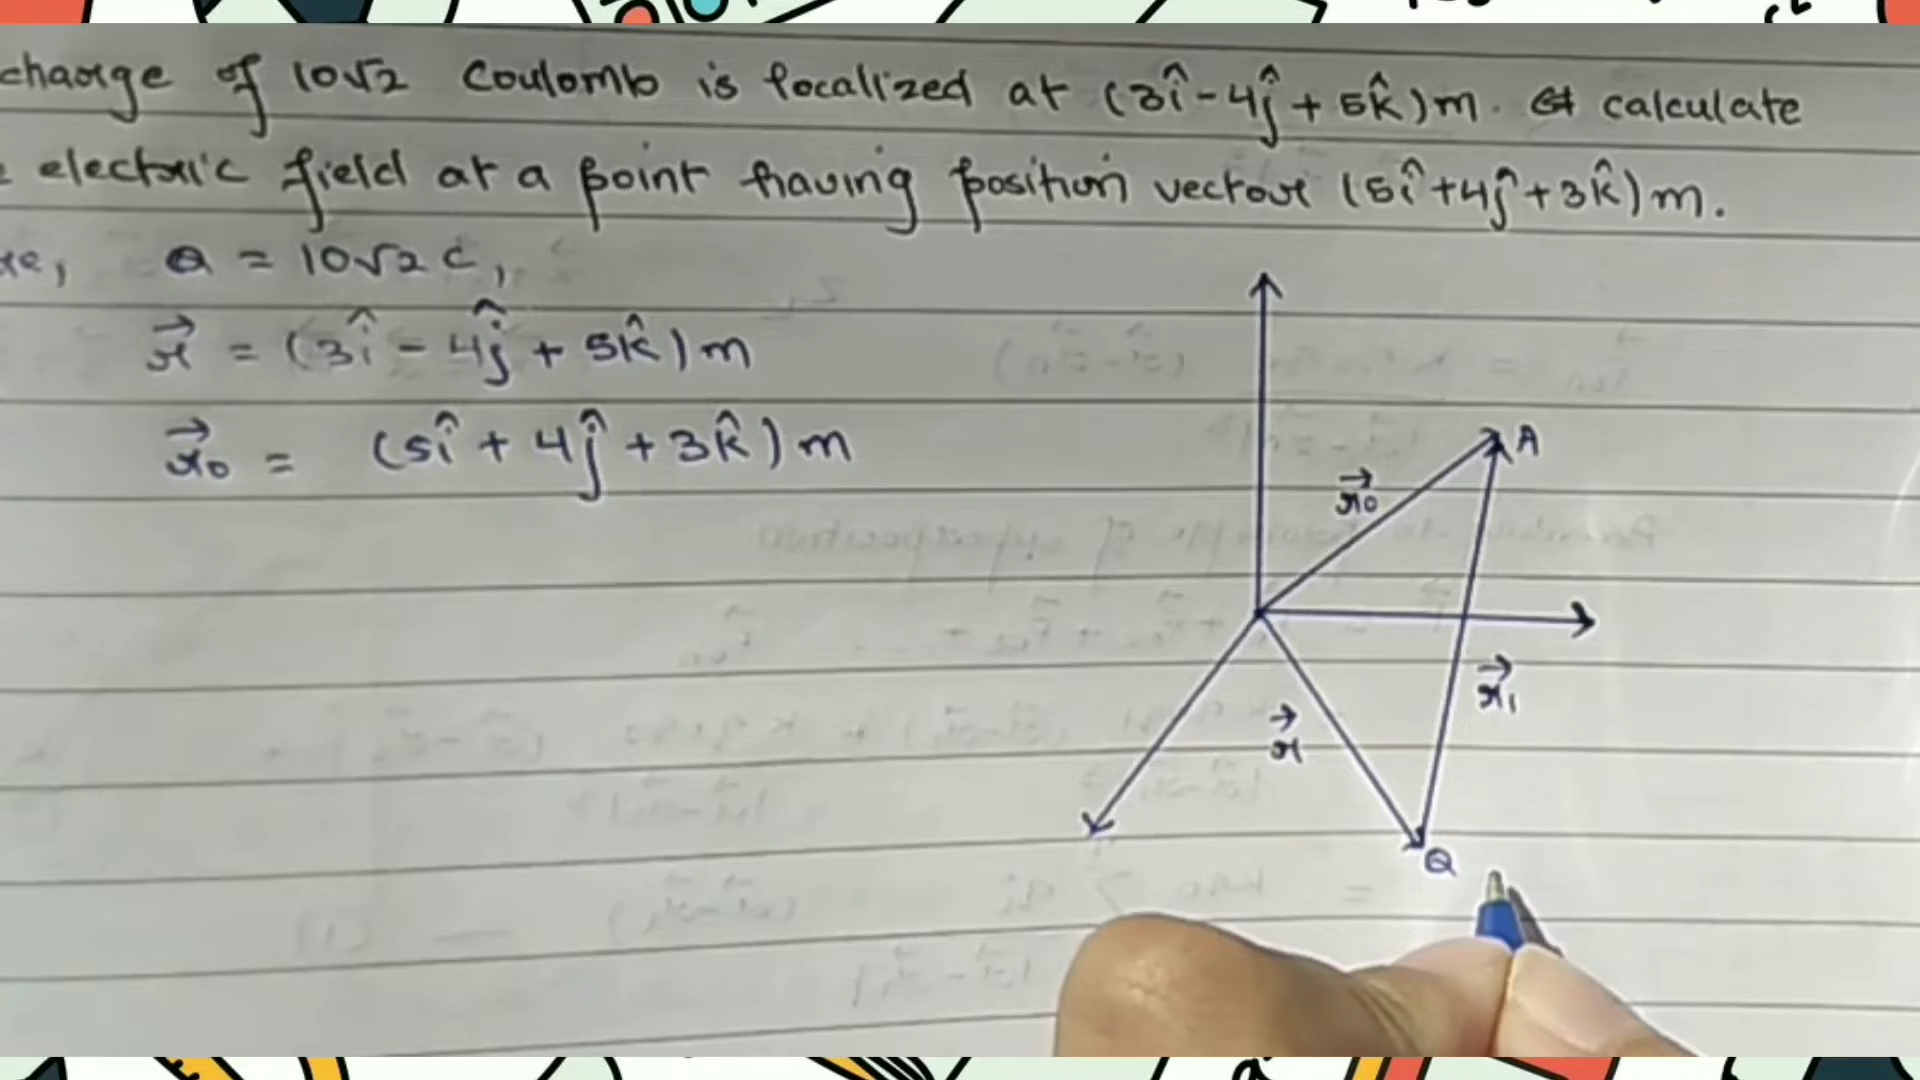 charge of 10√2 Coulomb is localized at (3î-4ĵ+5k̂)m. calculate
electric field at a point having position vector (5î+4ĵ+3k̂)m.
Q = 10√2 C,
r⃗ = (3î - 4ĵ + 5k̂)m
r⃗₀ = (5î + 4ĵ + 3k̂)m
A
r⃗₀
r⃗₁
r⃗
Q